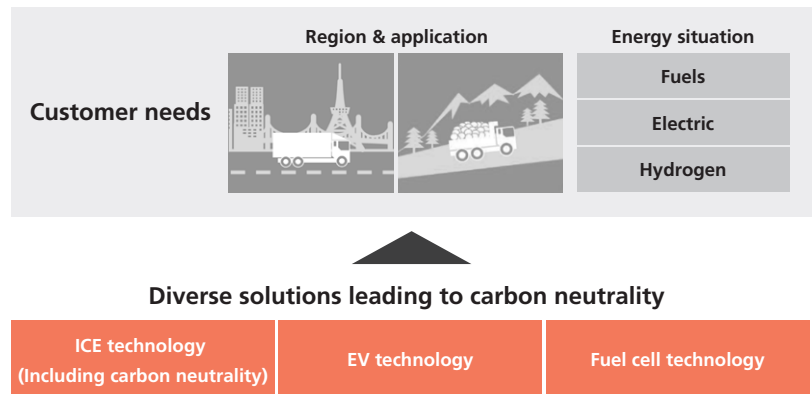 Region & application
Energy situation
Customer needs
Fuels
Electric
Hydrogen
Diverse solutions leading to carbon neutrality
ICE technology
(Including carbon neutrality)
EV technology
Fuel cell technology